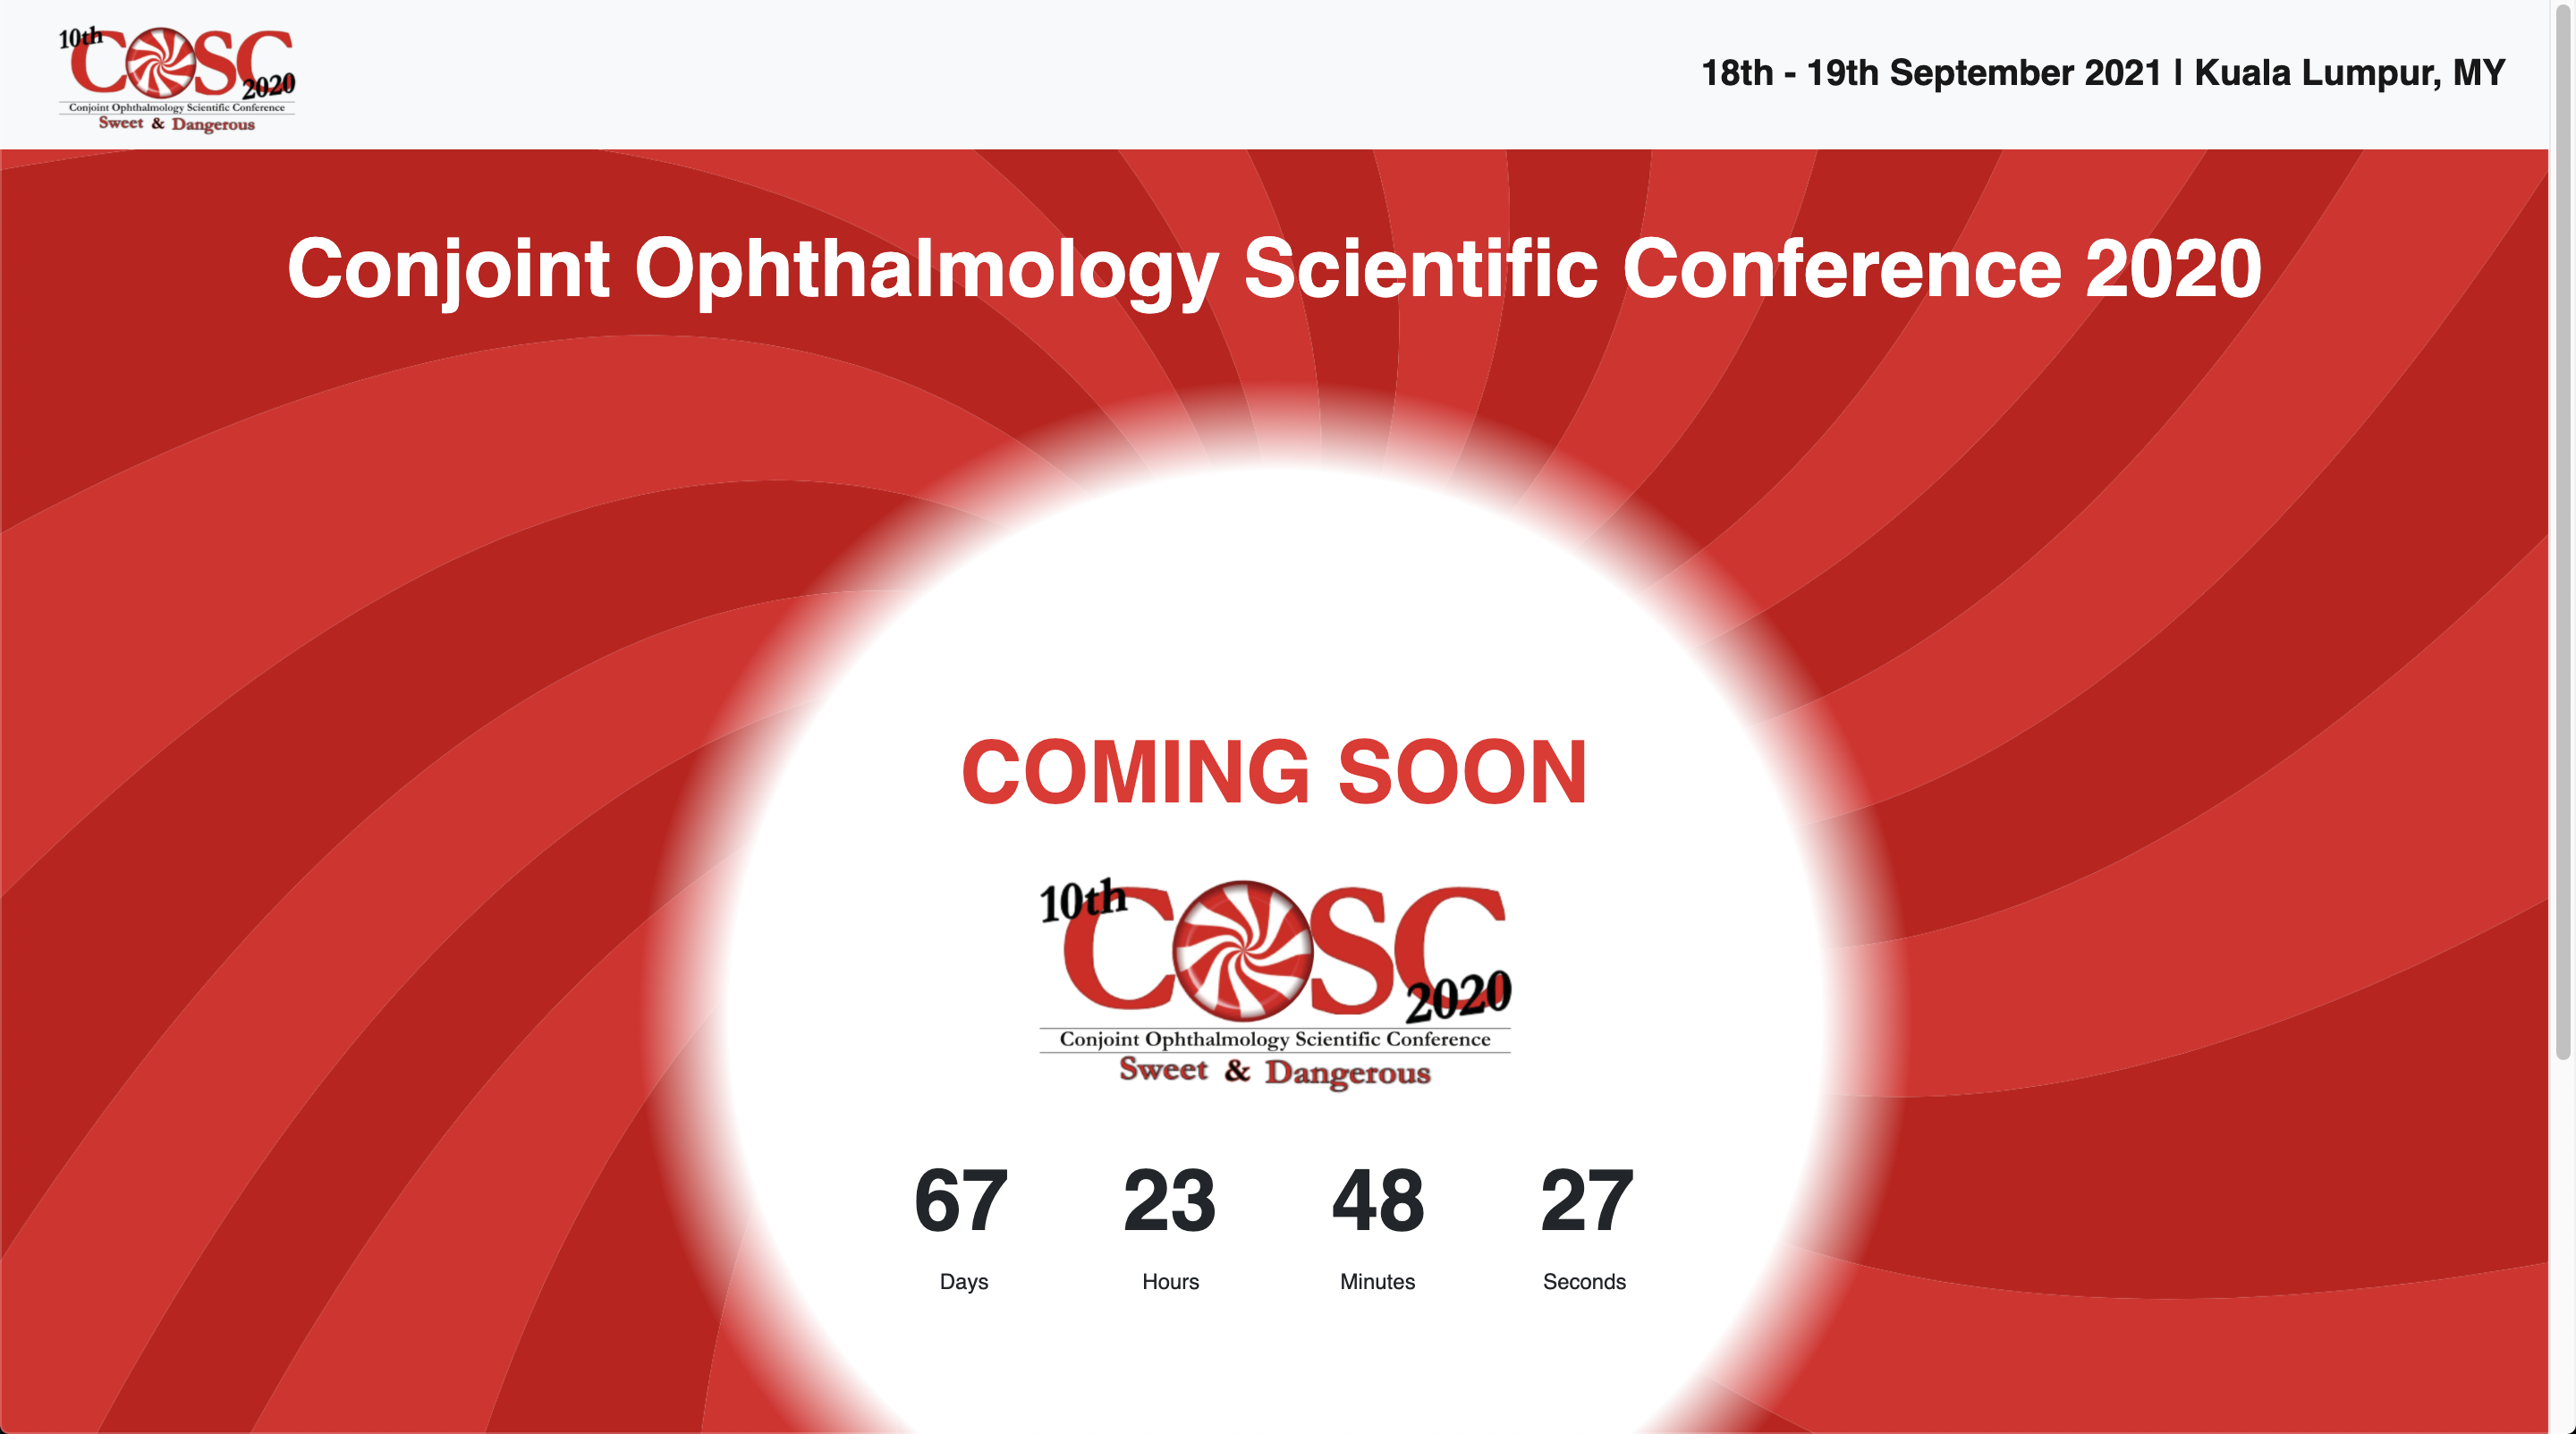 10th
COSC
2020
Conjoint Ophthalmology Scientific Conference
Sweet & Dangerous
18th - 19th September 2021 | Kuala Lumpur, MY
Conjoint Ophthalmology Scientific Conference 2020
COMING SOON
10th
COSC
2020
Conjoint Ophthalmology Scientific Conference
Sweet & Dangerous
67 23 48 27
Days Hours Minutes Seconds